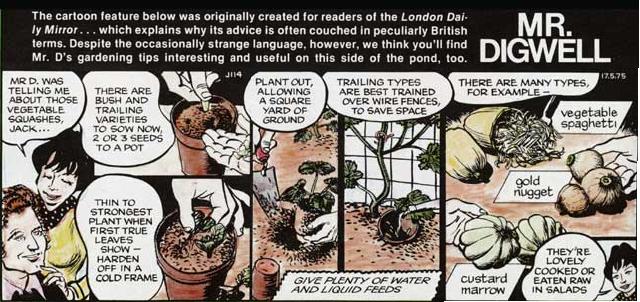 The cartoon feature below was originally created for readers of the London Dai-
ly Mirror... which explains why its advice is often couched in peculiarly British
terms. Despite the occasionally strange language, however, we think you'll find
Mr. D's gardening tips interesting and useful on this side of the pond, too.
MR.
DIGWELL
MR D. WAS
TELLING ME
ABOUT THOSE
VEGETABLE
SQUASHES,
JACK....
THERE ARE
BUSH AND
TRAILING
VARIETIES
TO SOW NOW,
2 OR 3 SEEDS
TO A POT
J114
THIN TO
STRONGEST
PLANT WHEN
FIRST TRUE
LEAVES
SHOW –
HARDEN
OFF IN A
COLD FRAME
PLANT OUT,
ALLOWING
A SQUARE
YARD OF
GROUND
TRAILING TYPES
ARE BEST TRAINED
OVER WIRE FENCES,
TO SAVE SPACE
GIVE PLENTY OF WATER
AND LIQUID FEEDS
THERE ARE MANY TYPES,
FOR EXAMPLE –
17.5.75
vegetable
spaghetti
gold
nugget
custard
marrow
THEY'RE
LOVELY
COOKED OR
EATEN RAW
IN SALADS